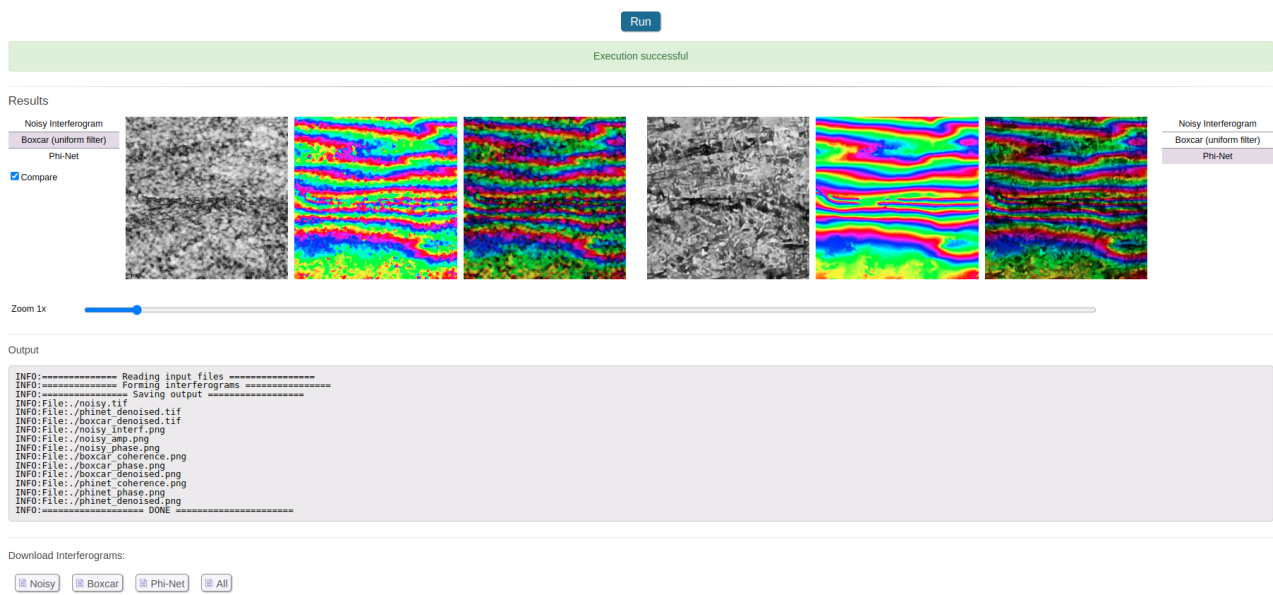 Run
Execution successful
Results
Noisy Interferogram
Boxcar (uniform filter)
Phi-Net
Compare
Noisy Interferogram
Boxcar (uniform filter)
Phi-Net
Zoom 1x
Output
INFO:============== Reading input files ================
INFO:============== Forming interferograms ================
INFO:================ Saving output ==================
INFO:File:./noisy.tif
INFO:File:./phinet_denoised.tif
INFO:File:./boxcar_denoised.tif
INFO:File:./noisy_interf.png
INFO:File:./noisy_amp.png
INFO:File:./noisy_phase.png
INFO:File:./boxcar_coherence.png
INFO:File:./boxcar_phase.png
INFO:File:./boxcar_denoised.png
INFO:File:./phinet_coherence.png
INFO:File:./phinet_phase.png
INFO:File:./phinet_denoised.png
INFO:=================== DONE ======================
Download Interferograms:
Noisy Boxcar Phi-Net All